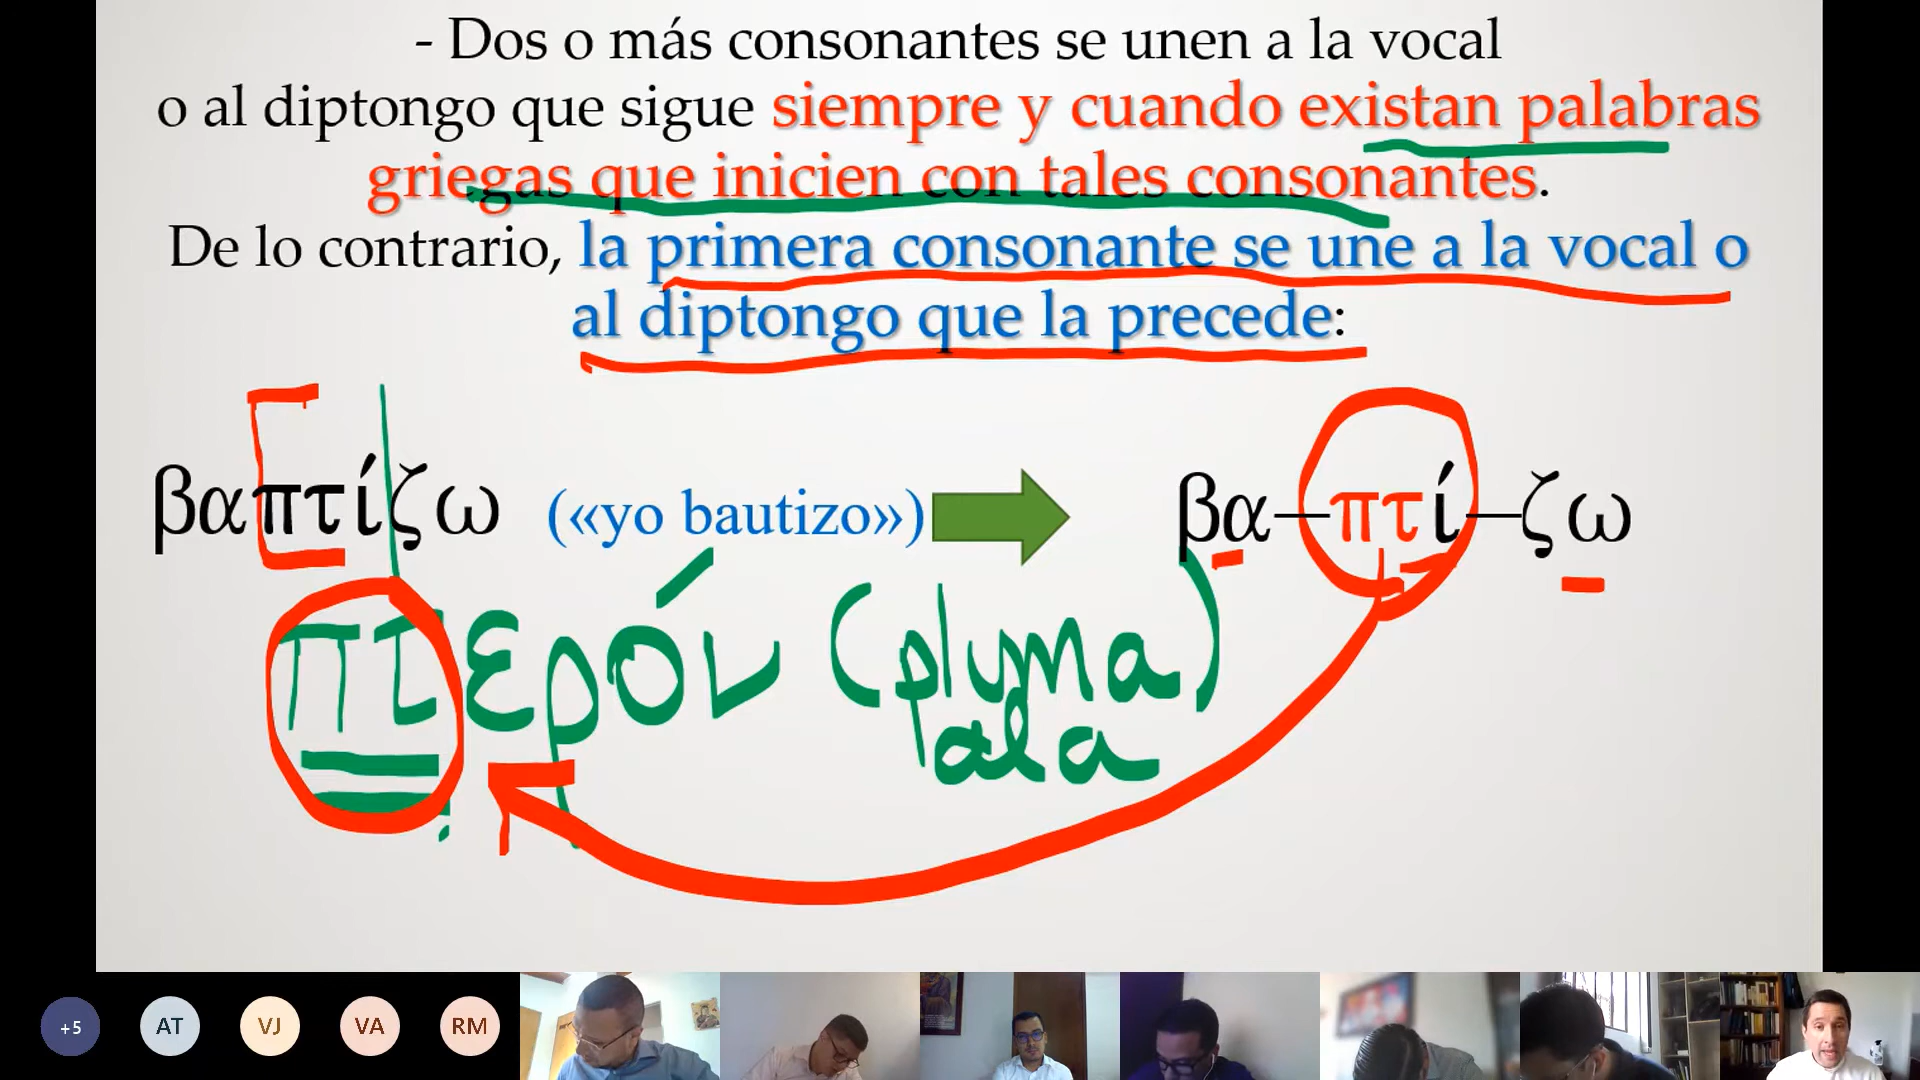 - Dos o más consonantes se unen a la vocal
o al diptongo que sigue siempre y cuando existan palabras
griegas que inicien con tales consonantes.
De lo contrario, la primera consonante se une a la vocal o
al diptongo que la precede:
βαπτίζω («yo bautizo») βα–πτί–ζω
πτερόν (pluma)
ala
+5 AT VJ VA RM